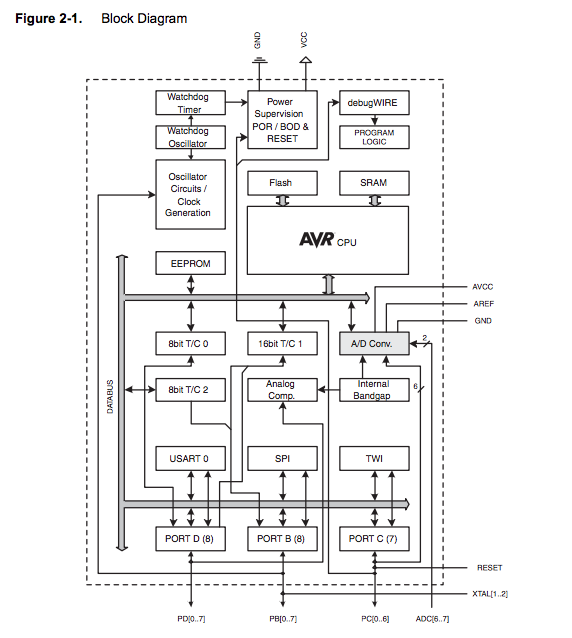 Figure 2-1. Block Diagram
GND
VCC
Watchdog
Timer
Power
Supervision
POR / BOD &
RESET
debugWIRE
Watchdog
Oscillator
PROGRAM
LOGIC
Oscillator
Circuits /
Clock
Generation
Flash
SRAM
AVR CPU
EEPROM
AVCC
AREF
GND
8bit T/C 0
16bit T/C 1
A/D Conv.
2
DATABUS
8bit T/C 2
Analog
Comp.
Internal
Bandgap
6
USART 0
SPI
TWI
PORT D (8)
PORT B (8)
PORT C (7)
RESET
XTAL[1..2]
PD[0..7]
PB[0..7]
PC[0..6]
ADC[6..7]